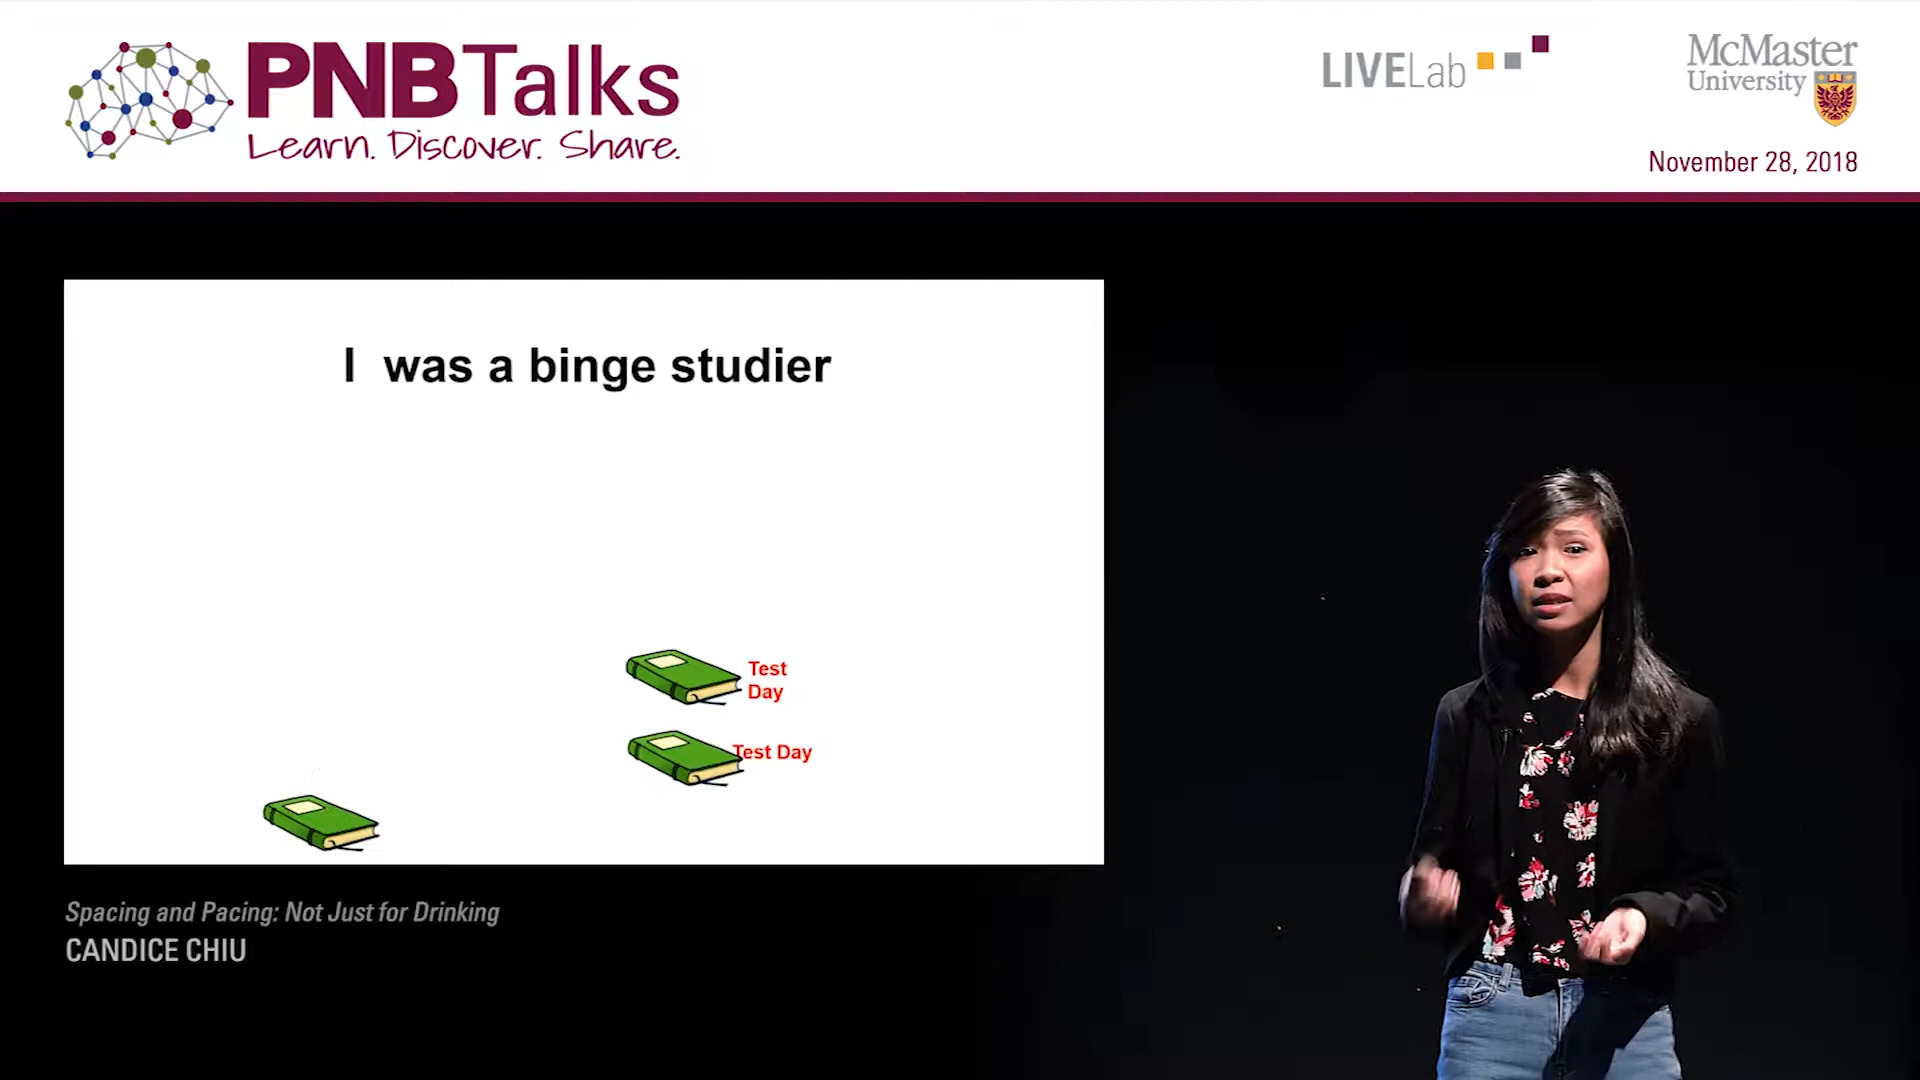 PNBTalks
Learn. Discover. Share.
LIVELab
McMaster
University
November 28, 2018
I was a binge studier
Test
Day
Test Day
Spacing and Pacing: Not Just for Drinking
CANDICE CHIU